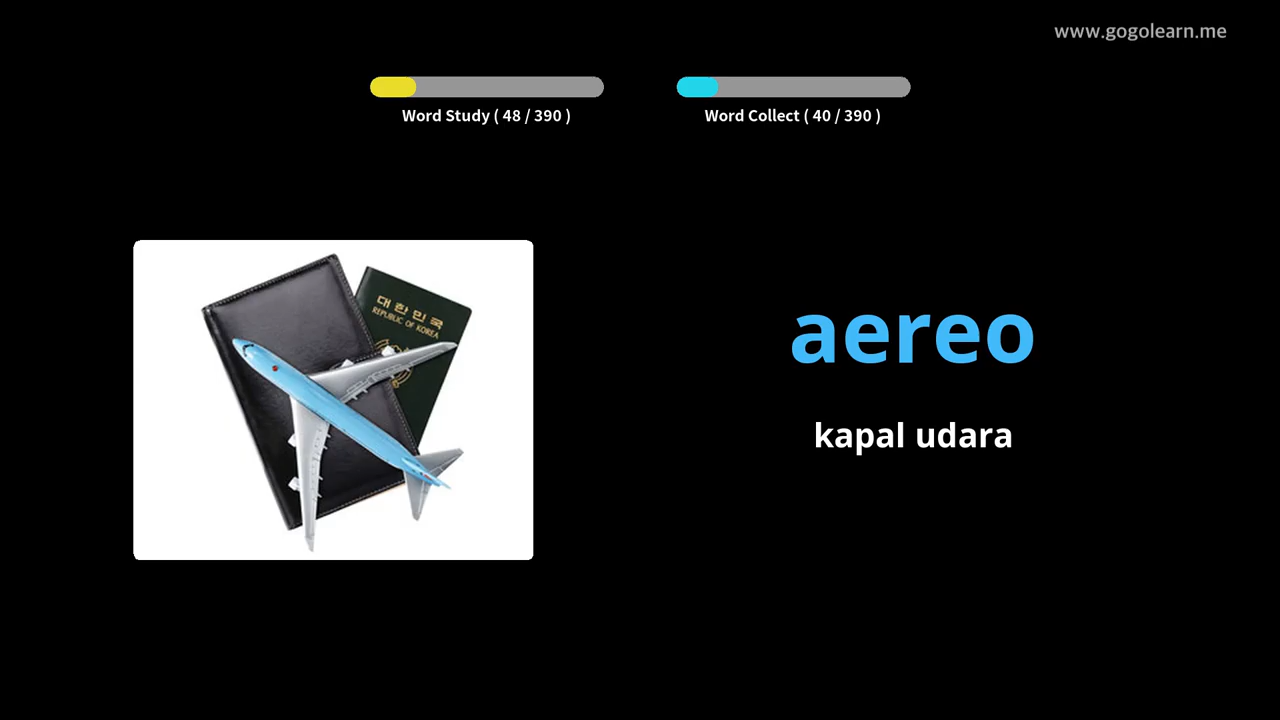 www.gogolearn.me
Word Study ( 48 / 390 )
Word Collect ( 40 / 390 )
대한민국
REPUBLIC OF KOREA
aereo
kapal udara